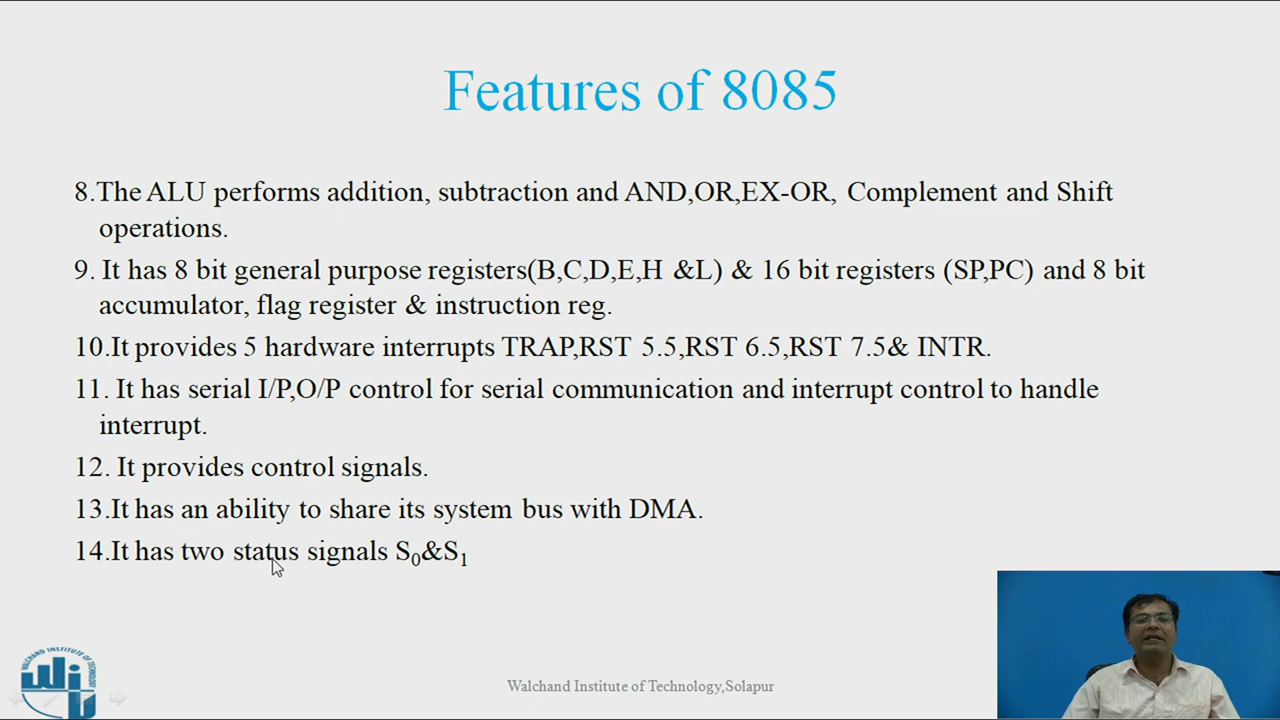 Features of 8085
8.The ALU performs addition, subtraction and AND,OR,EX-OR, Complement and Shift
operations.
9. It has 8 bit general purpose registers(B,C,D,E,H &L) & 16 bit registers (SP,PC) and 8 bit
accumulator, flag register & instruction reg.
10.It provides 5 hardware interrupts TRAP,RST 5.5,RST 6.5,RST 7.5& INTR.
11. It has serial I/P,O/P control for serial communication and interrupt control to handle
interrupt.
12. It provides control signals.
13.It has an ability to share its system bus with DMA.
14.It has two status signals S0&S1
WALCHAND INSTITUTE OF TECHNOLOGY
Walchand Institute of Technology,Solapur